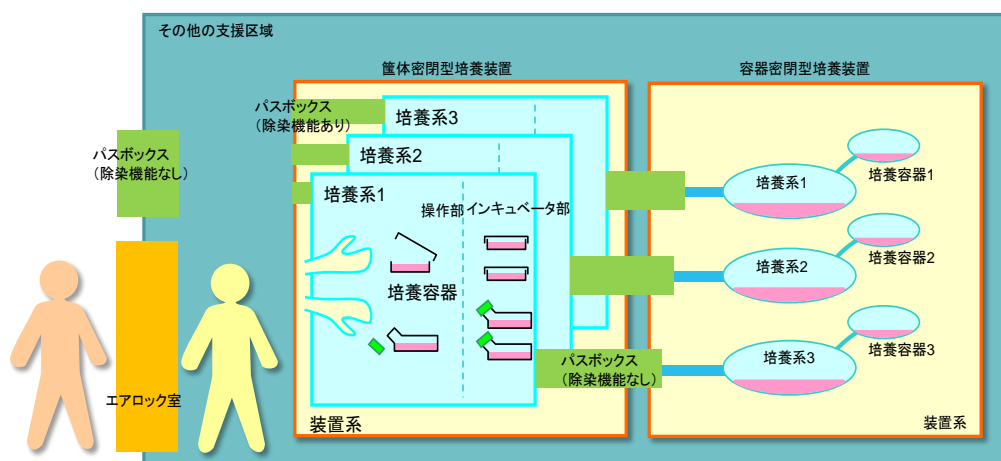 その他の支援区域
筐体密閉型培養装置
容器密閉型培養装置
パスボックス
（除染機能あり）
培養系3
培養系2
培養系1
操作部
インキュベータ部
培養容器
装置系
パスボックス
（除染機能なし）
エアロック室
パスボックス
（除染機能なし）
培養系1
培養容器1
培養系2
培養容器2
培養系3
培養容器3
装置系